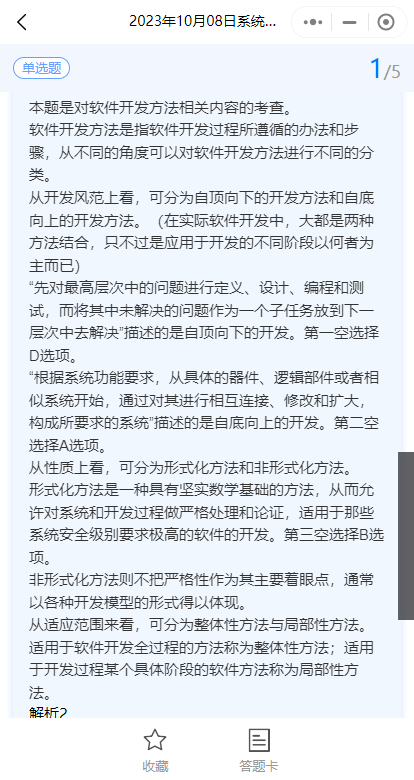 2023年10月08日系统...
单选题
1/5
本题是对软件开发方法相关内容的考查。
软件开发方法是指软件开发过程所遵循的办法和步
骤，从不同的角度可以对软件开发方法进行不同的分
类。
从开发风范上看，可分为自顶向下的开发方法和自底
向上的开发方法。（在实际软件开发中，大都是两种
方法结合，只不过是应用于开发的不同阶段以何者为
主而已）
“先对最高层次中的问题进行定义、设计、编程和测
试，而将其中未解决的问题作为一个子任务放到下一
层次中去解决”描述的是自顶向下的开发。第一空选择
D选项。
“根据系统功能要求，从具体的器件、逻辑部件或者相
似系统开始，通过对其进行相互连接、修改和扩大，
构成所要求的系统”描述的是自底向上的开发。第二空
选择A选项。
从性质上看，可分为形式化方法和非形式化方法。
形式化方法是一种具有坚实数学基础的方法，从而允
许对系统和开发过程做严格处理和论证，适用于那些
系统安全级别要求极高的软件的开发。第三空选择B选
项。
非形式化方法则不把严格性作为其主要着眼点，通常
以各种开发模型的形式得以体现。
从适应范围来看，可分为整体性方法与局部性方法。
适用于软件开发全过程的方法称为整体性方法；适用
于开发过程某个具体阶段的软件方法称为局部性方
法。
解析2
收藏
答题卡